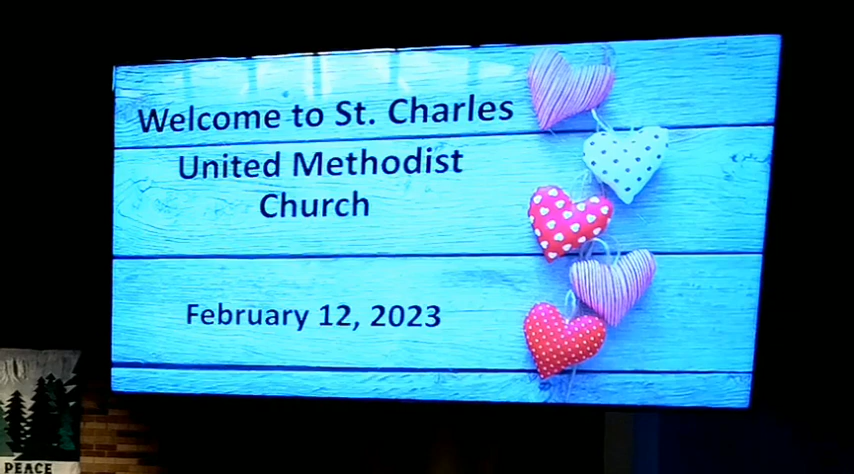 Welcome to St. Charles
United Methodist
Church
February 12, 2023
PEACE